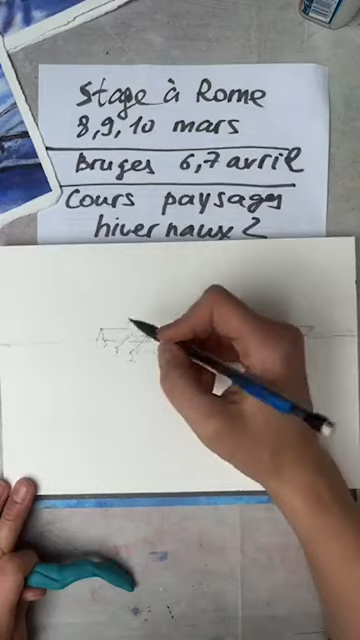 Stage à Rome
8,9,10 mars
Bruges 6,7 avril
Cours paysages
hivernaux 2